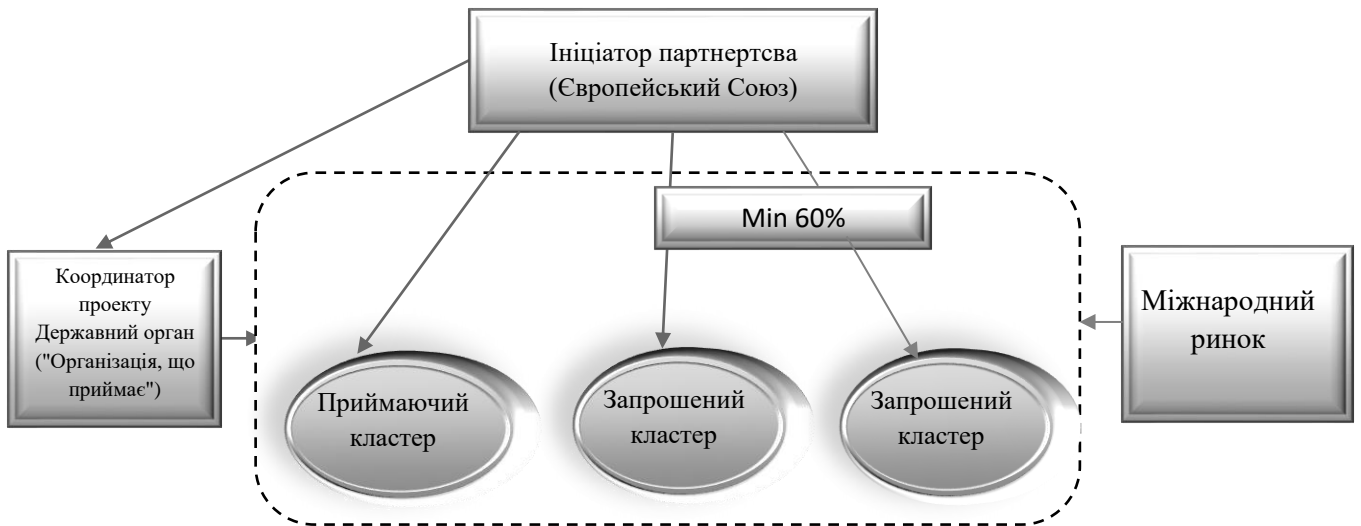 Ініціатор партнертсва
(Європейський Союз)
Min 60%
Координатор
проекту
Державний орган
("Організація, що
приймає")
Міжнародний
ринок
Приймаючий
кластер
Запрошений
кластер
Запрошений
кластер